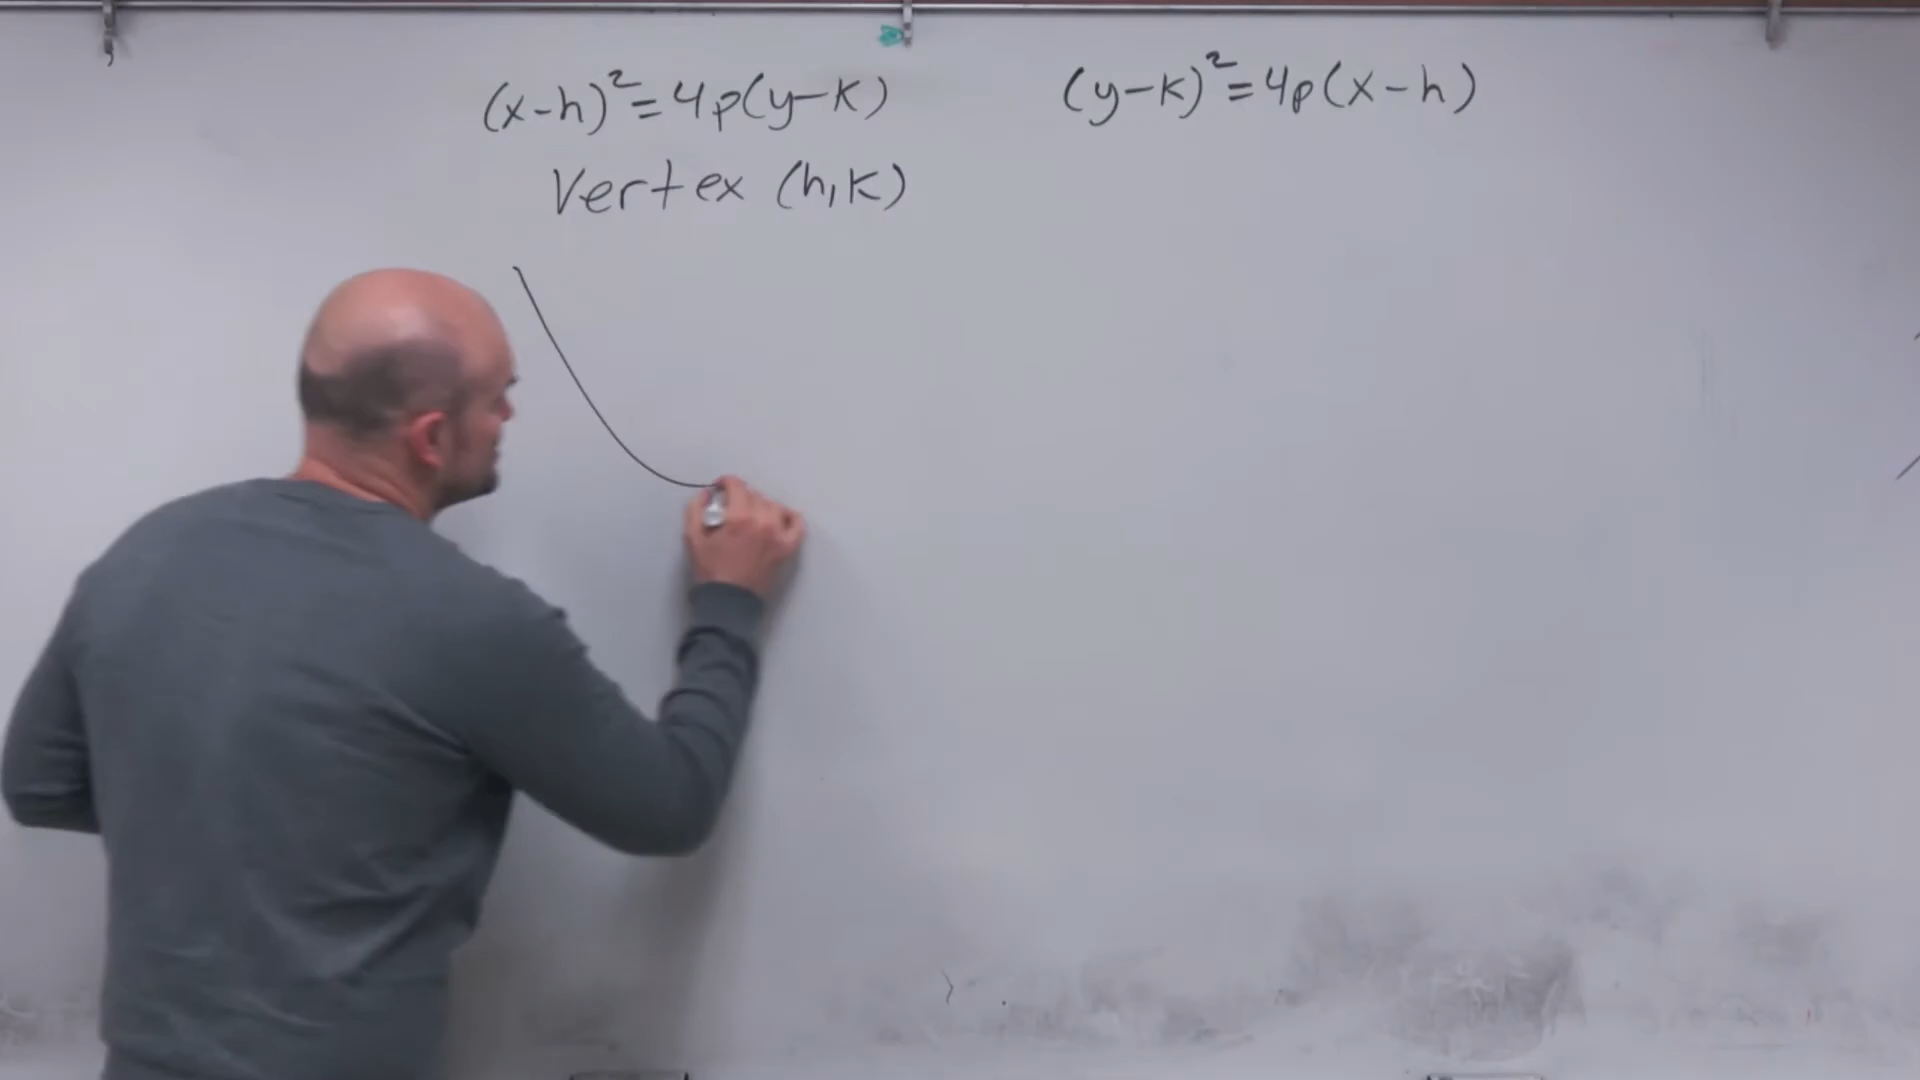 (x-h)²=4p(y-k)
Vertex (h,k)
(y-k)²=4p(x-h)